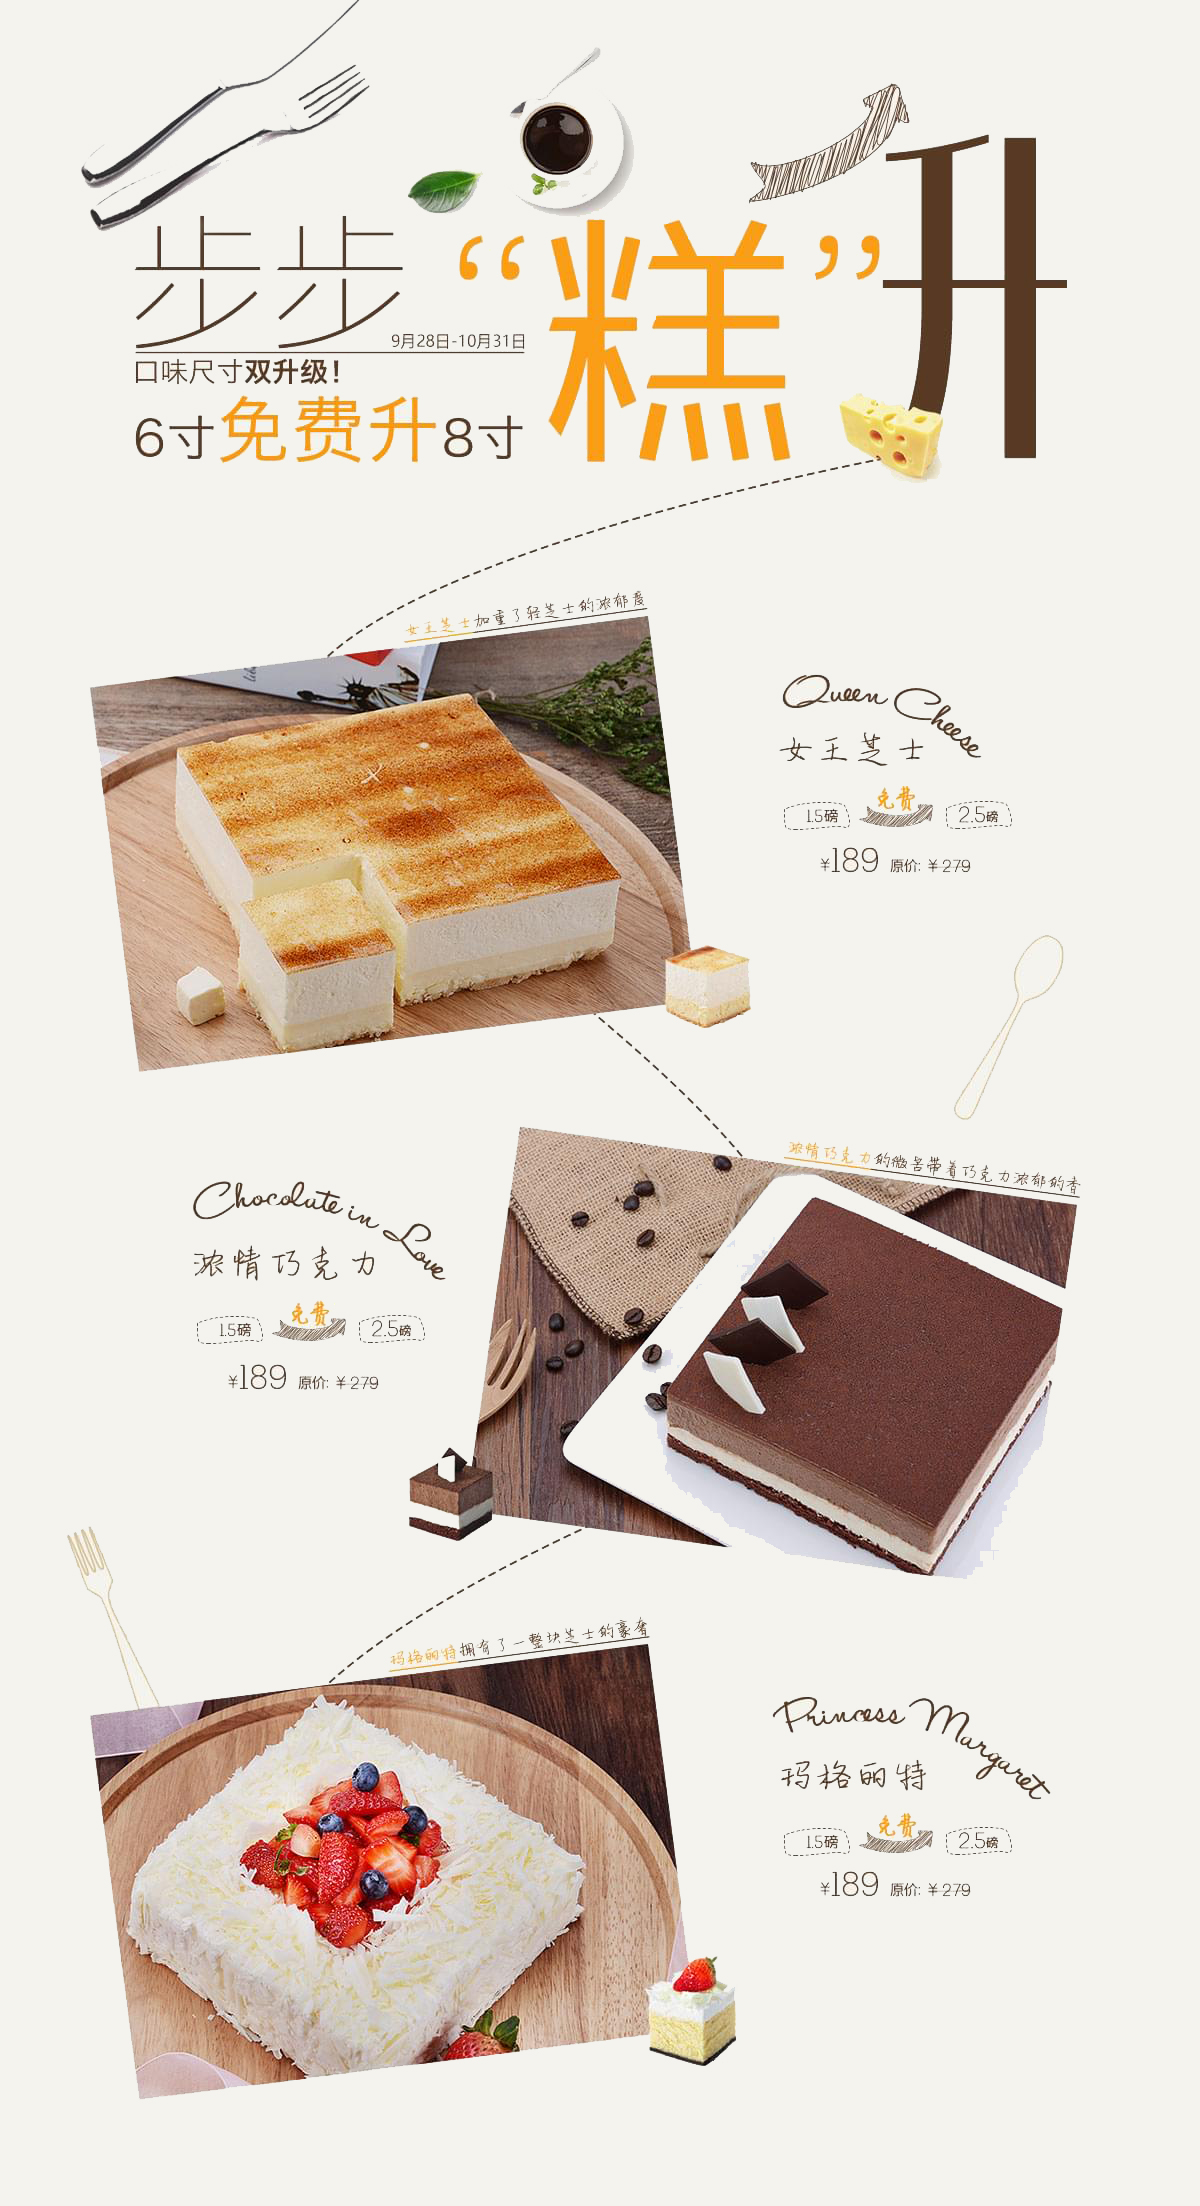 步步“糕”升
9月28日-10月31日
口味尺寸双升级！
6寸免费升8寸
女王芝士加重了轻芝士的浓郁度
Queen Cheese
女王芝士
1.5磅 免费 2.5磅
¥189 原价: ¥279
浓情巧克力的微苦带着巧克力浓郁的香
Chocolate in Love
浓情巧克力
1.5磅 免费 2.5磅
¥189 原价: ¥279
玛格丽特拥有了一整块芝士的豪奢
Princess Margaret
玛格丽特
1.5磅 免费 2.5磅
¥189 原价: ¥279